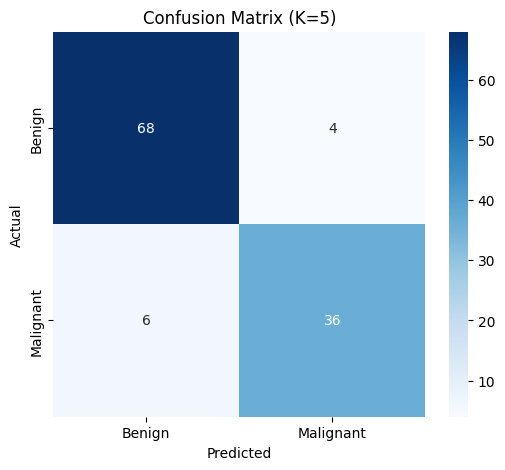 Confusion Matrix (K=5)
Actual
Benign
Malignant
68
4
6
36
Benign
Malignant
Predicted
60
50
40
30
20
10